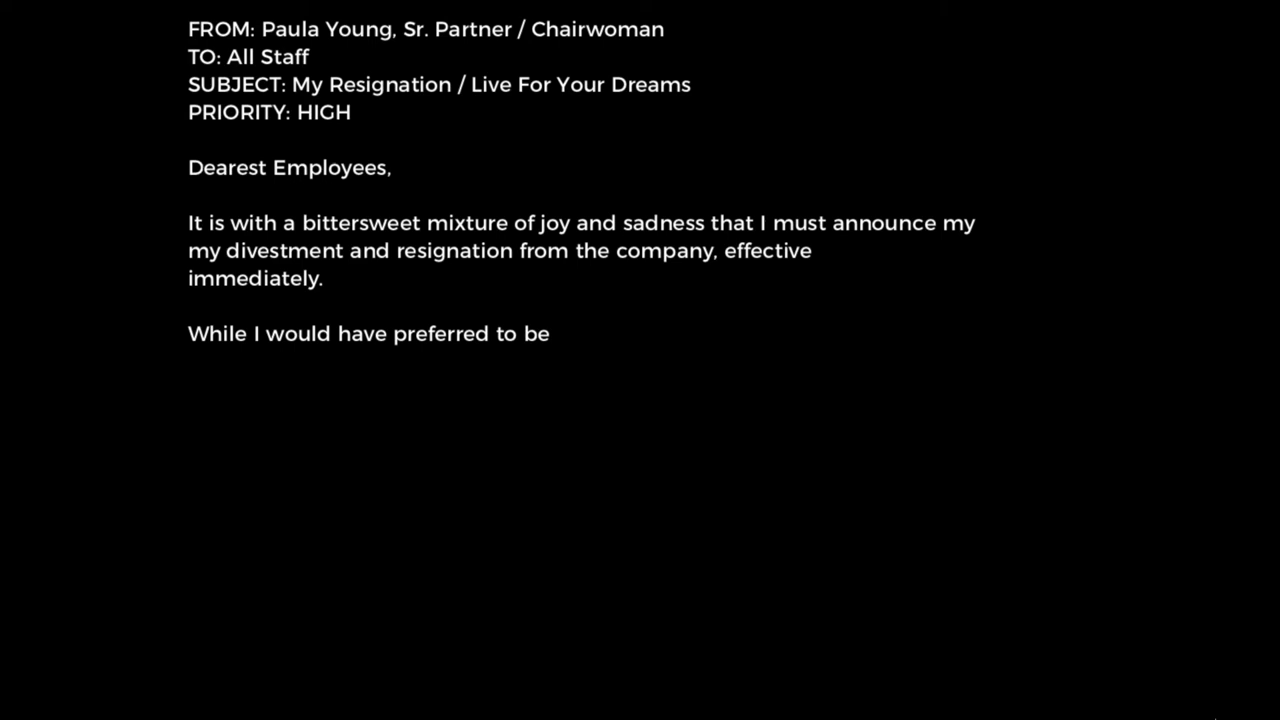 FROM: Paula Young, Sr. Partner / Chairwoman
TO: All Staff
SUBJECT: My Resignation / Live For Your Dreams
PRIORITY: HIGH
Dearest Employees,
It is with a bittersweet mixture of joy and sadness that I must announce my
my divestment and resignation from the company, effective
immediately.
While I would have preferred to be